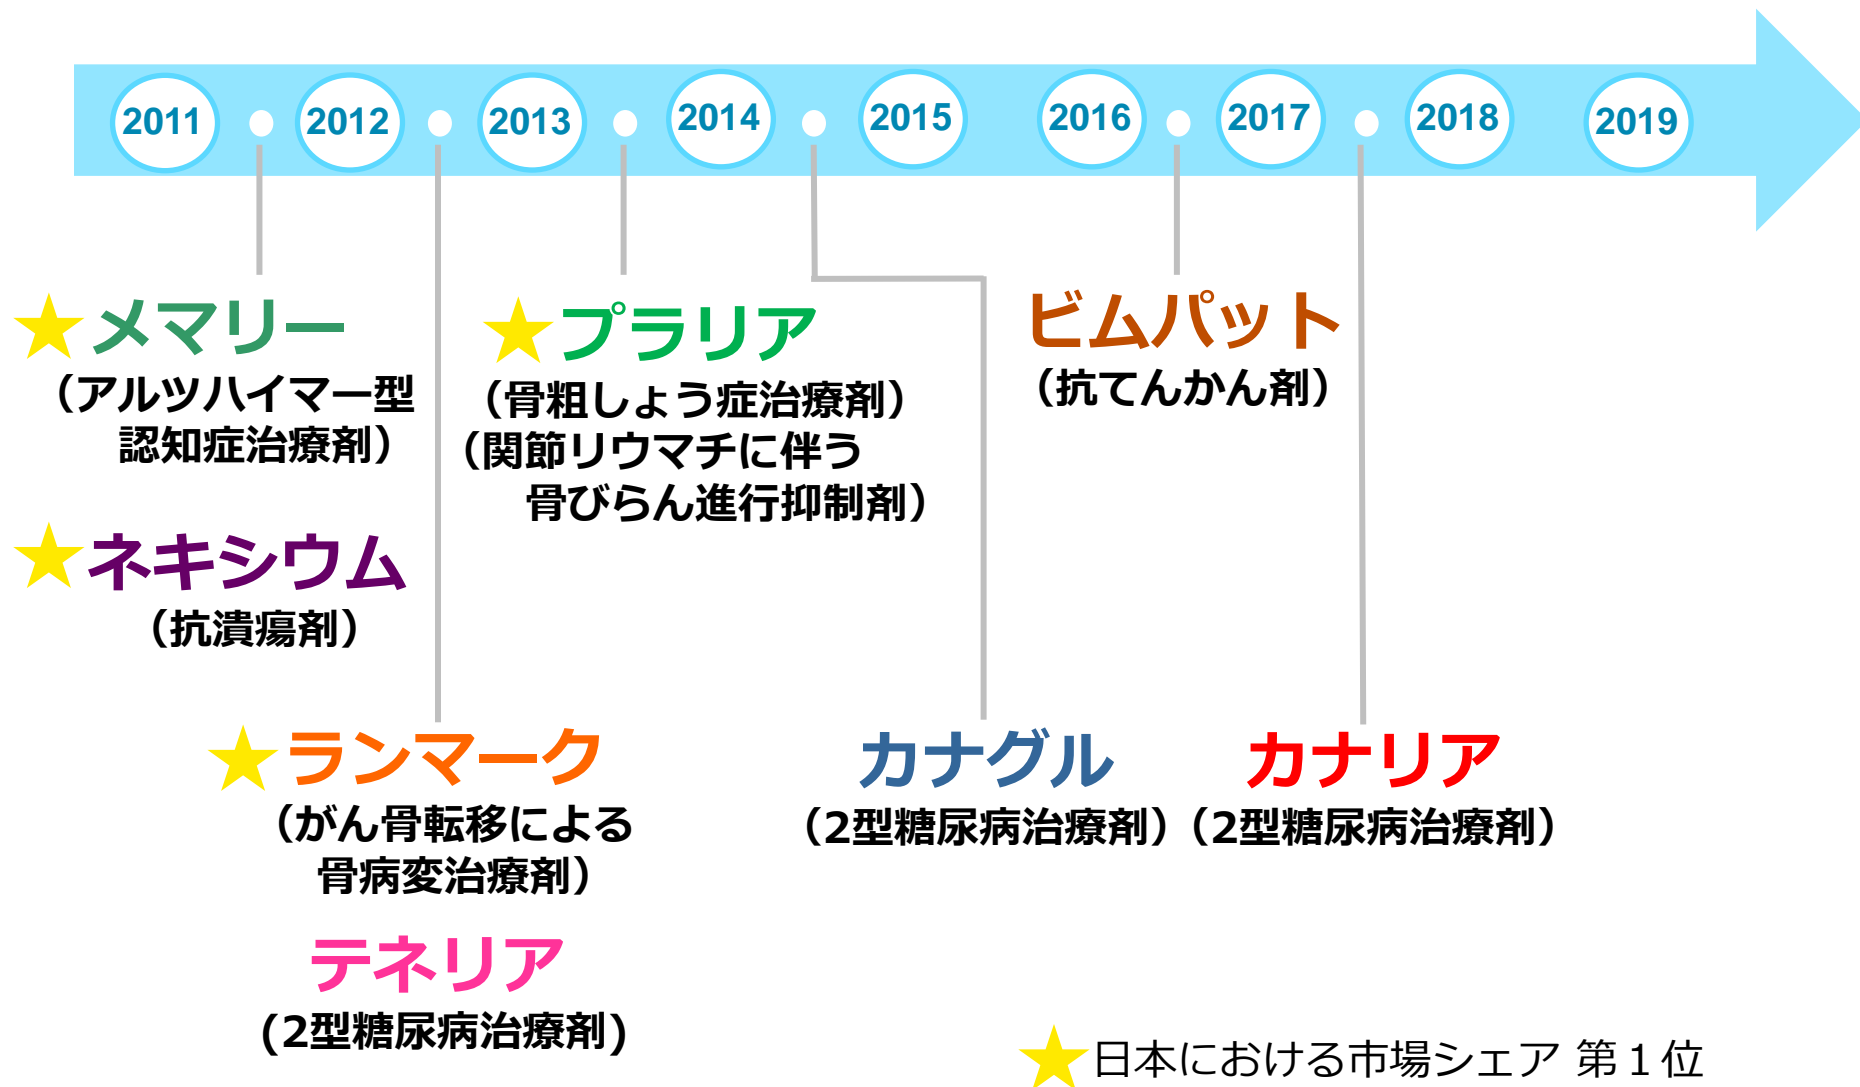 2011
2012
2013
2014
2015
2016
2017
2018
2019
メマリー
（アルツハイマー型
認知症治療剤）
ネキシウム
（抗潰瘍剤）
プラリア
（骨粗しょう症治療剤）
（関節リウマチに伴う
骨びらん進行抑制剤）
ビムパット
（抗てんかん剤）
ランマーク
（がん骨転移による
骨病変治療剤）
テネリア
(2型糖尿病治療剤)
カナグル
（2型糖尿病治療剤）
カナリア
（2型糖尿病治療剤）
日本における市場シェア 第１位